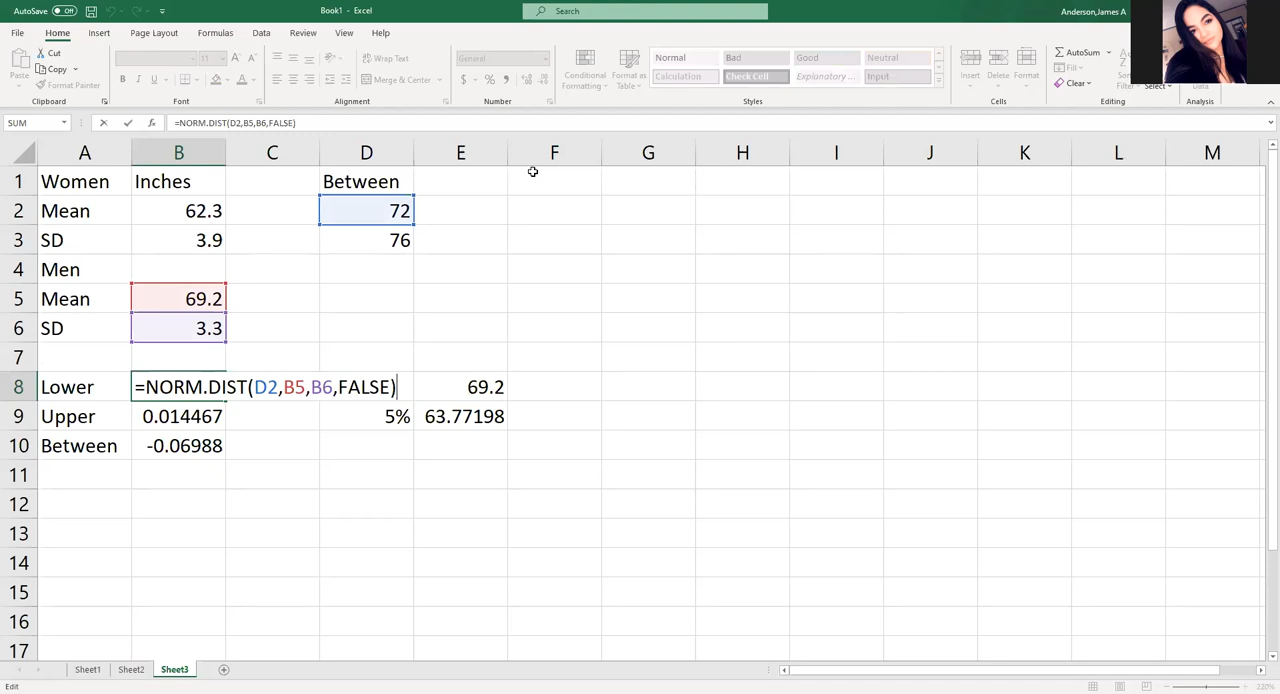 AutoSave Off Book1 - Excel Search Anderson,James A
File Home Insert Page Layout Formulas Data Review View Help
Paste Cut Copy Format Painter
B I U 11 A A
Wrap Text Merge & Center
General $ % 9
Conditional Formatting Format as Table
Normal Bad Good Neutral
Calculation Check Cell Explanatory ... Input
Insert Delete Format
AutoSum Fill Clear Select Data
Clipboard Font Alignment Number Styles Cells Editing Analysis
SUM fx =NORM.DIST(D2,B5,B6,FALSE)
A B C D E F G H I J K L M
1 Women Inches Between
2 Mean 62.3 72
3 SD 3.9 76
4 Men
5 Mean 69.2
6 SD 3.3
7
8 Lower =NORM.DIST(D2,B5,B6,FALSE) 69.2
9 Upper 0.014467 5% 63.77198
10 Between -0.06988
11
12
13
14
15
16
17
Sheet1 Sheet2 Sheet3
Edit 220%